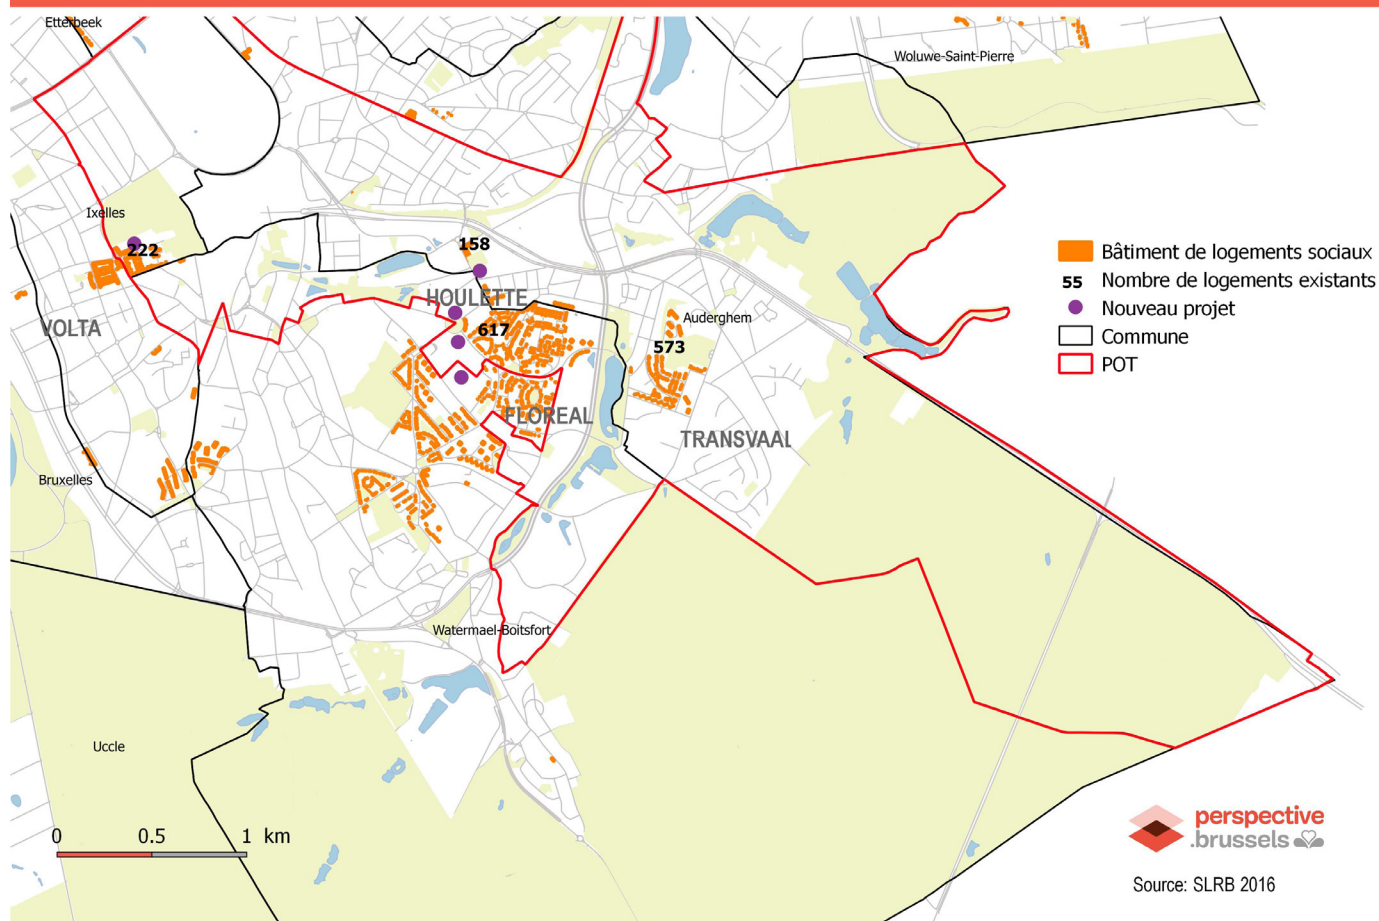 Etterbeek
Woluwe-Saint-Pierre
Ixelles
222
158
Bâtiment de logements sociaux
55 Nombre de logements existants
Nouveau projet
Commune
POT
HOULETTE
617
VOLTA
Auderghem
573
FLOREAL
TRANSVAAL
Bruxelles
Watermael-Boitsfort
Uccle
0 0.5 1 km
perspective
.brussels
Source: SLRB 2016